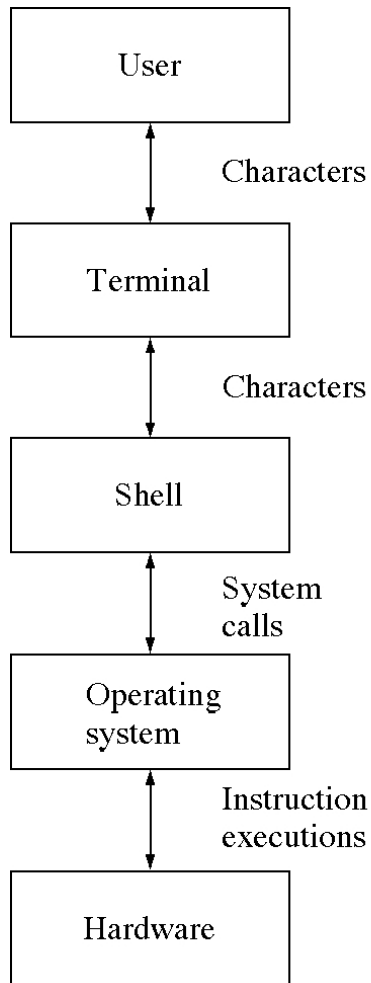 User
Characters
Terminal
Characters
Shell
System
calls
Operating
system
Instruction
executions
Hardware